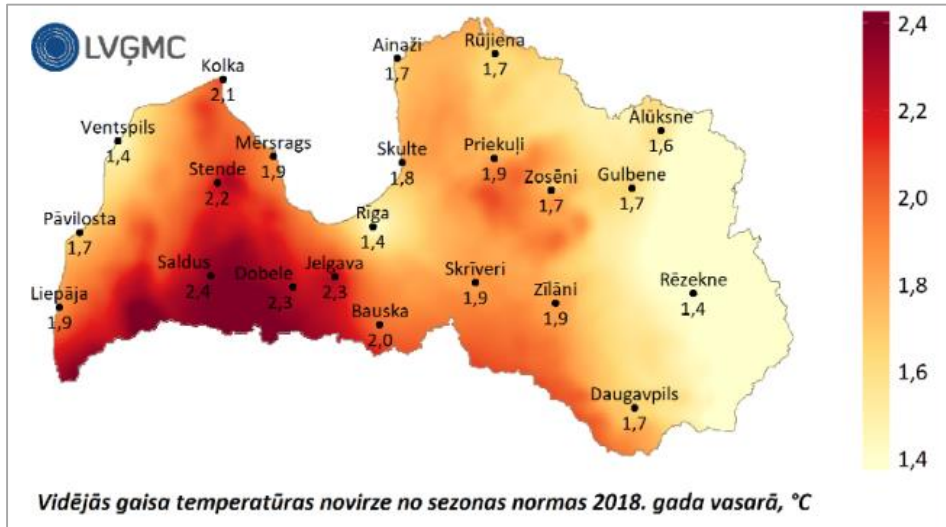 LVĢMC
Ainaži
1,7
Rūjiena
1,7
Kolka
2,1
Alūksne
1,6
Ventspils
1,4
Mērsrags
1,9
Skulte
1,8
Priekuļi
1,9
Zosēni
1,7
Gulbene
1,7
Stende
2,2
Pāvilosta
1,7
Rīga
1,4
Saldus
2,4
Dobele
2,3
Jelgava
2,3
Skrīveri
1,9
Zīlāni
1,9
Rēzekne
1,4
Liepāja
1,9
Bauska
2,0
Daugavpils
1,7
2,4
2,2
2,0
1,8
1,6
1,4
Vidējās gaisa temperatūras novirze no sezonas normas 2018. gada vasarā, °C